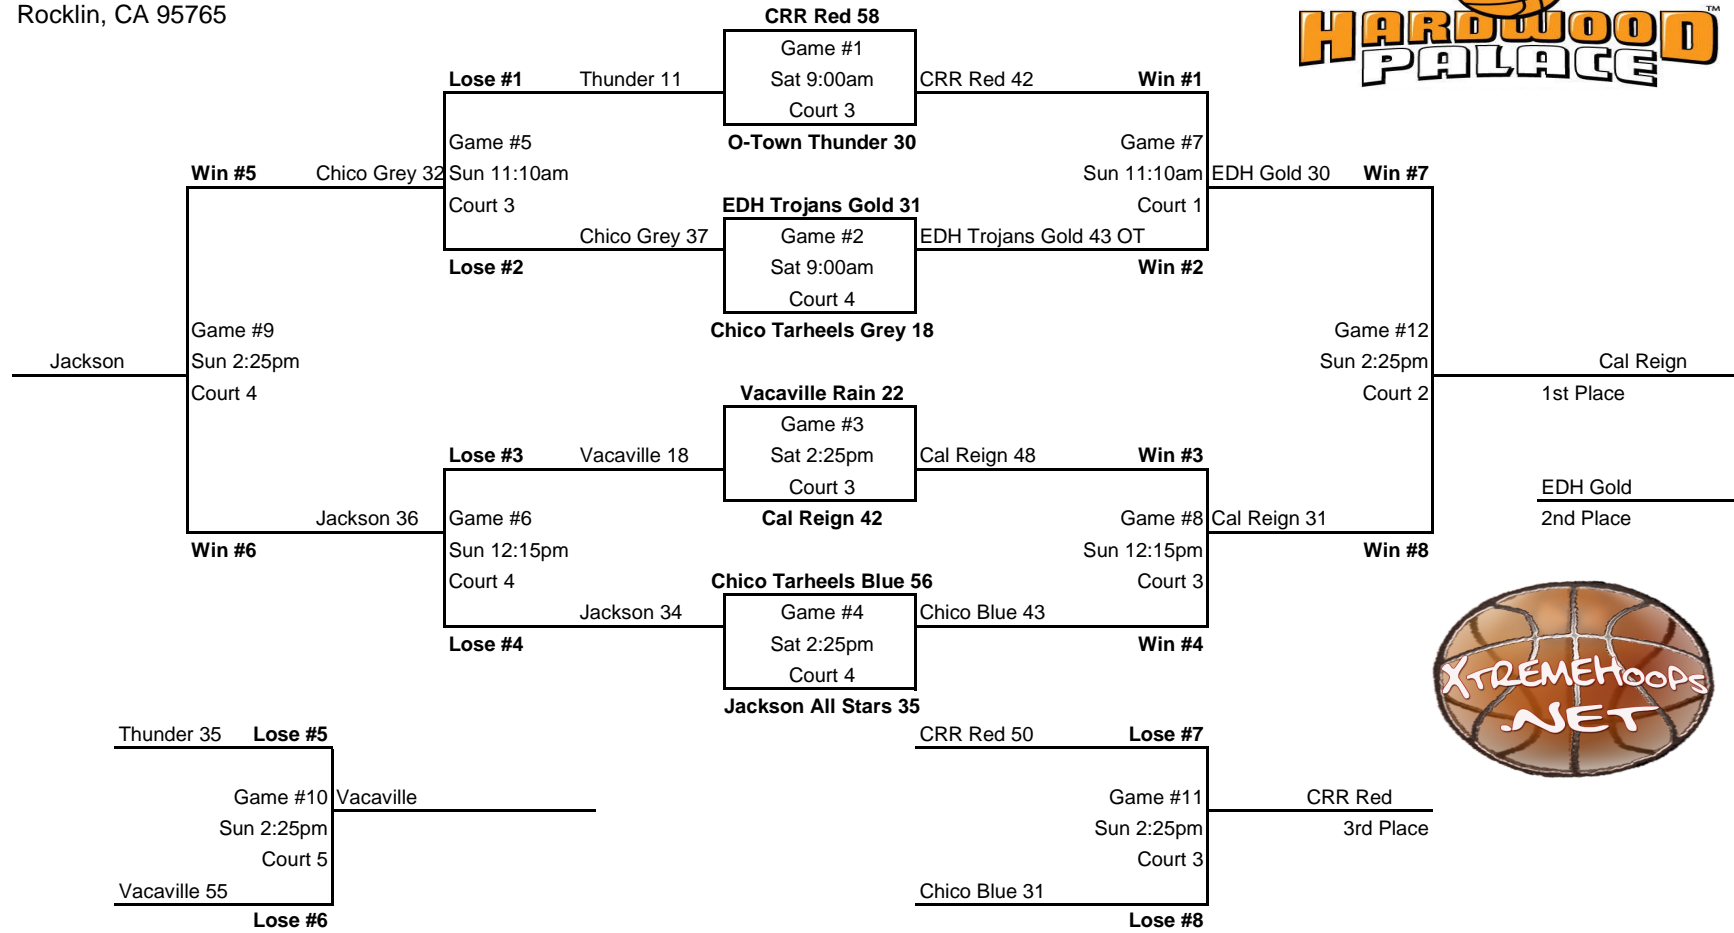 Rocklin, CA 95765
HARDWOOD
PALACE
TM
CRR Red 58
Game #1
Lose #1 Thunder 11 Sat 9:00am CRR Red 42 Win #1
Court 3
Game #5 O-Town Thunder 30 Game #7
Win #5 Chico Grey 32 Sun 11:10am Sun 11:10am EDH Gold 30 Win #7
Court 3 EDH Trojans Gold 31 Court 1
Chico Grey 37 Game #2 EDH Trojans Gold 43 OT
Lose #2 Sat 9:00am Win #2
Court 4
Game #9 Chico Tarheels Grey 18 Game #12
Jackson Sun 2:25pm Sun 2:25pm Cal Reign
Court 4 Vacaville Rain 22 Court 2 1st Place
Game #3
Lose #3 Vacaville 18 Sat 2:25pm Cal Reign 48 Win #3
Court 3 EDH Gold
Jackson 36 Game #6 Cal Reign 42 Game #8 Cal Reign 31 2nd Place
Win #6 Sun 12:15pm Sun 12:15pm Win #8
Court 4 Chico Tarheels Blue 56 Court 3
Jackson 34 Game #4 Chico Blue 43
Lose #4 Sat 2:25pm Win #4
Court 4
Jackson All Stars 35
XTREMEHOOPS
.NET
Thunder 35 Lose #5 CRR Red 50 Lose #7
Game #10 Vacaville Game #11 CRR Red
Sun 2:25pm Sun 2:25pm 3rd Place
Court 5 Court 3
Vacaville 55 Chico Blue 31
Lose #6 Lose #8